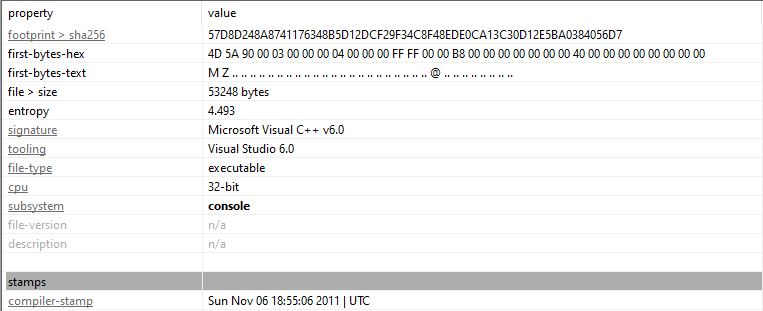 property value
footprint > sha256 57D8D248A8741176348B5D12DCF29F34C8F48EDE0CA13C30D12E5BA0384056D7
first-bytes-hex 4D 5A 90 00 03 00 00 00 04 00 00 00 FF FF 00 00 B8 00 00 00 00 00 00 00 40 00 00 00 00 00 00 00
first-bytes-text M Z .. .. .. .. .. .. .. .. .. .. .. .. .. .. .. .. .. .. .. .. .. .. @ .. .. .. .. .. .. ..
file > size 53248 bytes
entropy 4.493
signature Microsoft Visual C++ v6.0
tooling Visual Studio 6.0
file-type executable
cpu 32-bit
subsystem console
file-version n/a
description n/a
stamps
compiler-stamp Sun Nov 06 18:55:06 2011 | UTC